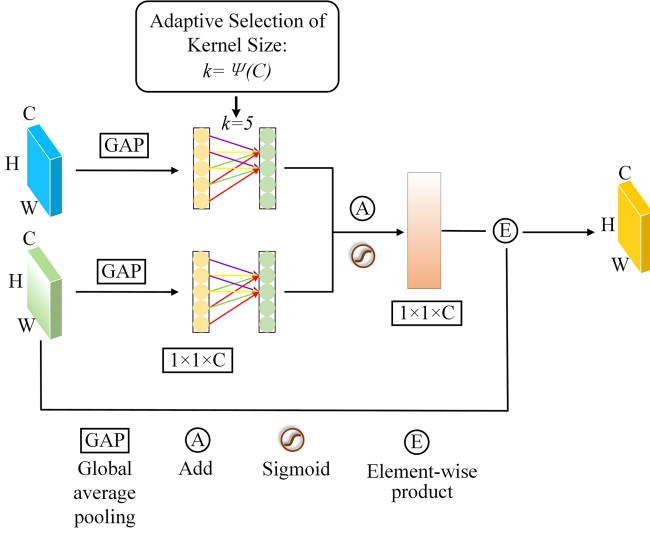 Adaptive Selection of
Kernel Size:
k= Ψ(C)
k=5
C
H
W
GAP
C
H
W
GAP
1×1×C
A
1×1×C
E
C
H
W
GAP
Global
average
pooling
A
Add
Sigmoid
E
Element-wise
product